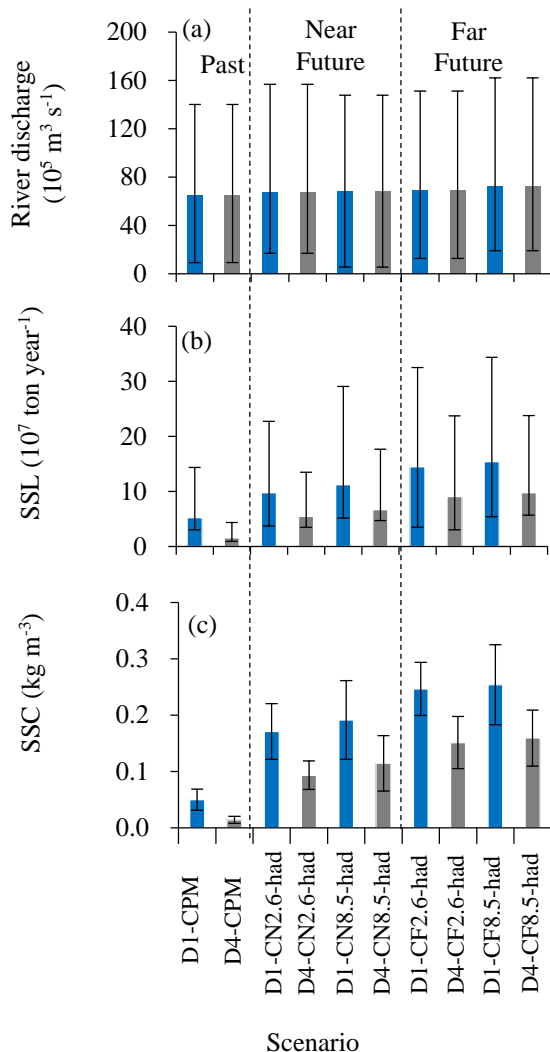 (a)
Past
Near
Future
Far
Future
River discharge
(10⁵ m³ s⁻¹)
200
160
120
80
40
0
(b)
SSL (10⁷ ton year⁻¹)
40
30
20
10
0
(c)
SSC (kg m⁻³)
0.4
0.3
0.2
0.1
0.0
D1-CPM
D4-CPM
D1-CN2.6-had
D4-CN2.6-had
D1-CN8.5-had
D4-CN8.5-had
D1-CF2.6-had
D4-CF2.6-had
D1-CF8.5-had
D4-CF8.5-had
Scenario